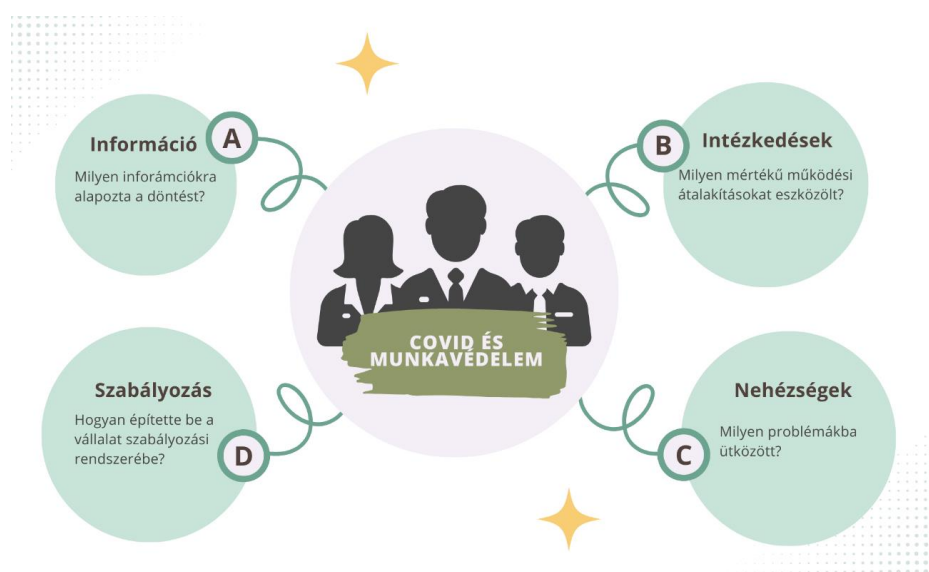 A
Információ
Milyen inforámciókra
alapozta a döntést?
B
Intézkedések
Milyen mértékű működési
átalakításokat eszközölt?
COVID ÉS
MUNKAVÉDELEM
Szabályozás
Hogyan építette be a
vállalat szabályozási
rendszerébe?
D
Nehézségek
Milyen problémákba
ütközött?
C